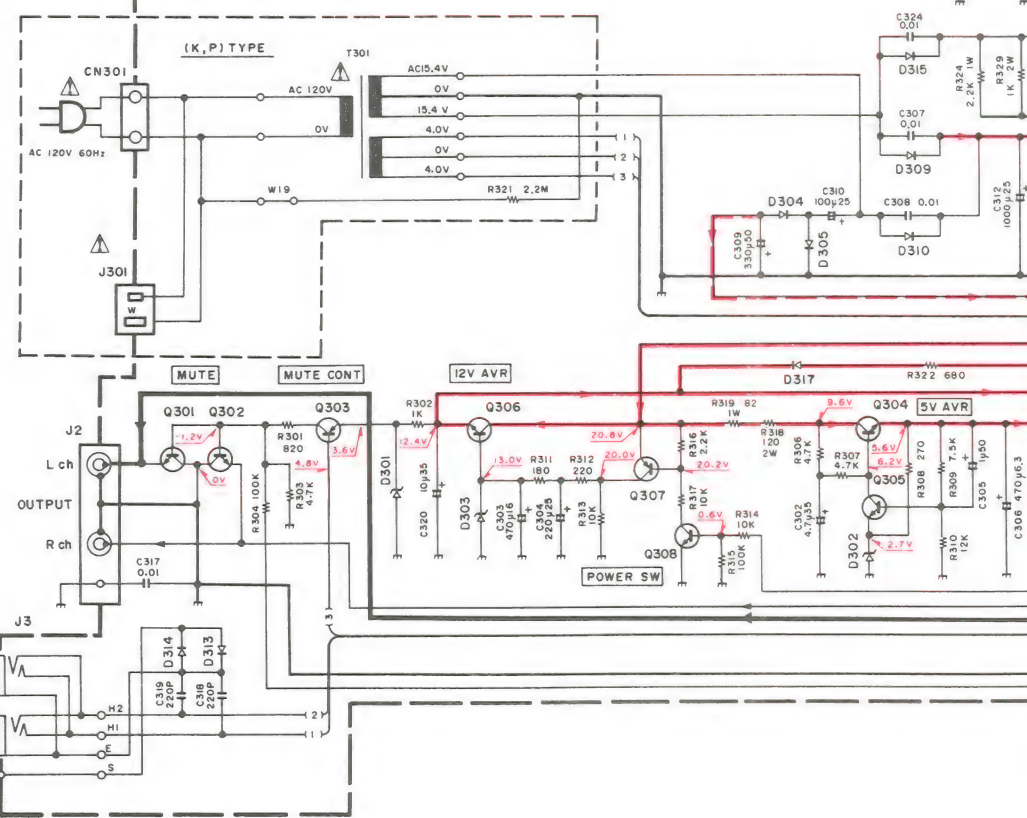 (K,P) TYPE
CN301
T301
AC 120V
0V
AC 120V 60Hz
AC15.4V
0V
15.4V
4.0V
0V
4.0V
(1)
(2)
(3)
W19
R321 2.2M
J301
W
C324
0.01
D315
R324
2.2K 1W
R329
1K 2W
C307
0.01
D309
D304
C310
100μ25
+
C308 0.01
D310
C309
330μ50
+
D305
C312
1000μ25
+
MUTE
MUTE CONT
12V AVR
D317
R322 680
5V AVR
J2
L ch
OUTPUT
R ch
Q301
Q302
-1.2V
0V
R301
820
Q303
4.8V
3.6V
R304 100K
R303
4.7K
C317
0.01
D301
R302
1K
12.4V
C320
10μ35
+
Q306
13.0V
D303
C303
470μ16
+
R311
180
C304
220μ25
+
R312
220
R313
10K
20.8V
20.0V
Q307
R316
2.2K
20.2V
R317
10K
Q308
0.6V
R314
10K
R315
100K
POWER SW
R319 82
1W
R318
120
2W
9.6V
R306
4.7K
C302
4.7μ35
+
R307
4.7K
Q304
5.6V
6.2V
Q305
D302
2.7V
R308 270
R309 7.5K
R310
12K
C305
1μ50
+
C306 470μ6.3
+
J3
D314
D313
C319
220P
C318
220P
H2
H1
E
S
3
(2)
(1)